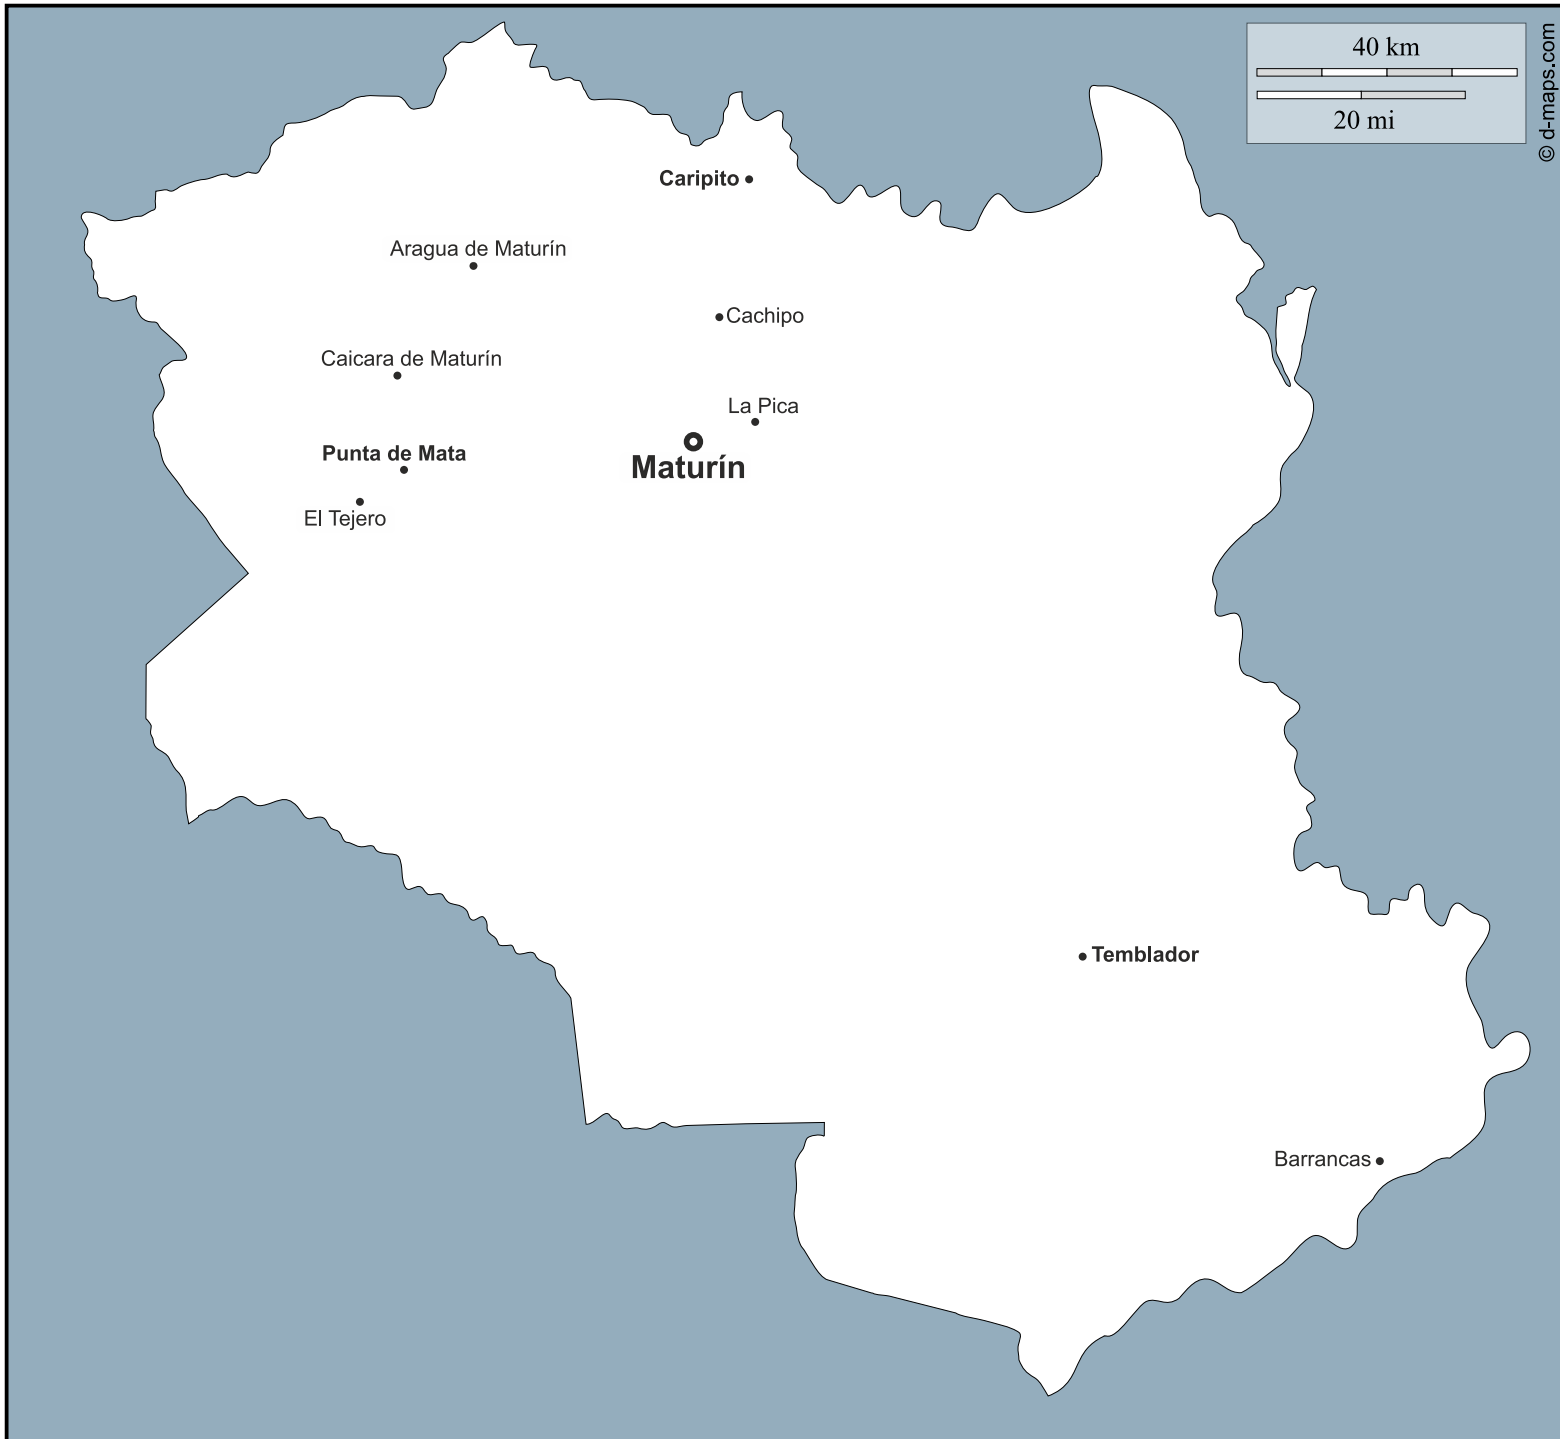 40 km
20 mi
© d-maps.com
Caripito
Aragua de Maturín
Cachipo
Caicara de Maturín
La Pica
Punta de Mata
Maturín
El Tejero
Temblador
Barrancas